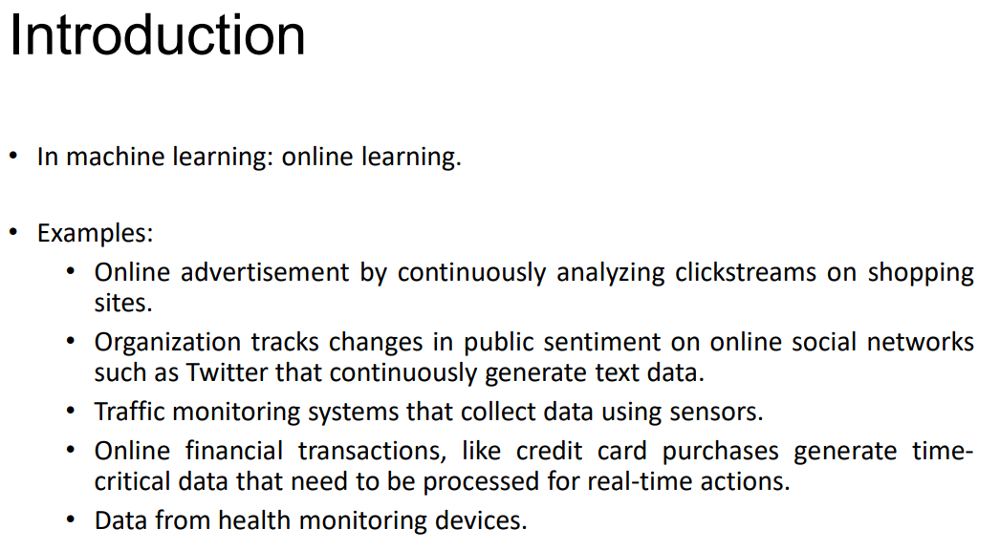 Introduction
• In machine learning: online learning.
• Examples:
• Online advertisement by continuously analyzing clickstreams on shopping
sites.
• Organization tracks changes in public sentiment on online social networks
such as Twitter that continuously generate text data.
• Traffic monitoring systems that collect data using sensors.
• Online financial transactions, like credit card purchases generate time-
critical data that need to be processed for real-time actions.
• Data from health monitoring devices.